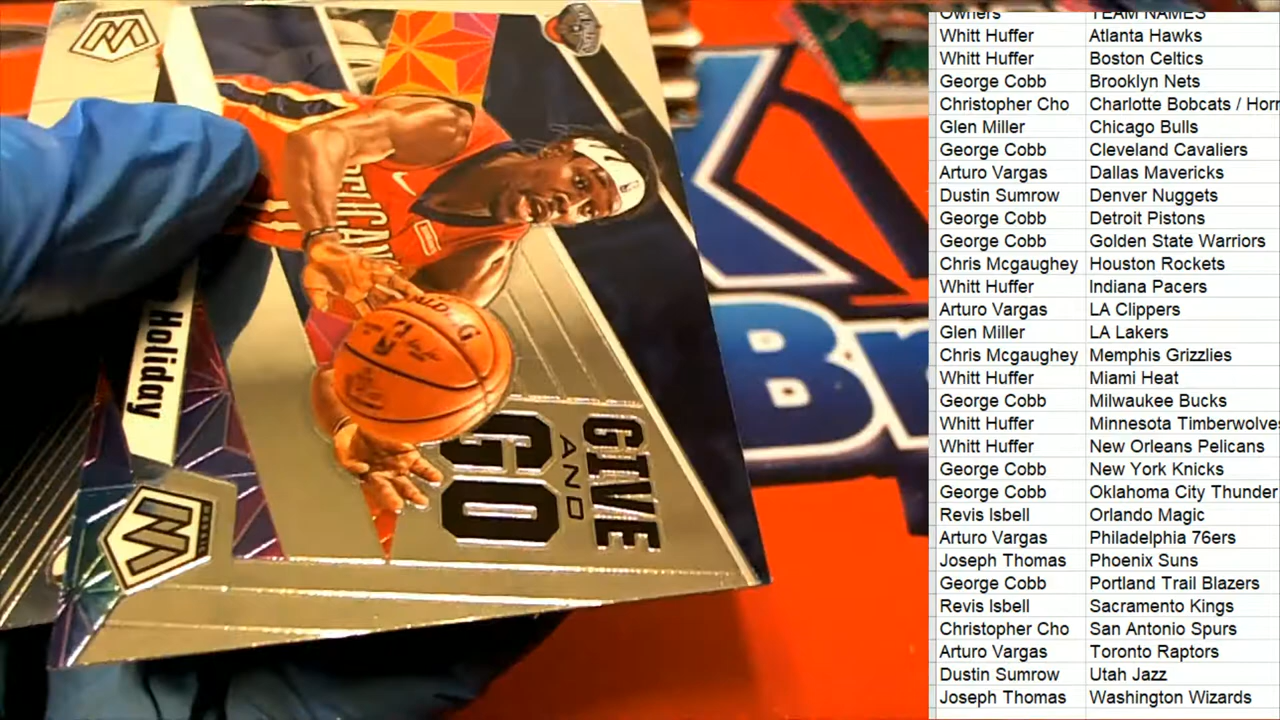 GIVE
AND
GO
Holiday
SPALDING
MOSAIC
Br
Owners TEAM NAMES
Whitt Huffer Atlanta Hawks
Whitt Huffer Boston Celtics
George Cobb Brooklyn Nets
Christopher Cho Charlotte Bobcats / Horr
Glen Miller Chicago Bulls
George Cobb Cleveland Cavaliers
Arturo Vargas Dallas Mavericks
Dustin Sumrow Denver Nuggets
George Cobb Detroit Pistons
George Cobb Golden State Warriors
Chris Mcgaughey Houston Rockets
Whitt Huffer Indiana Pacers
Arturo Vargas LA Clippers
Glen Miller LA Lakers
Chris Mcgaughey Memphis Grizzlies
Whitt Huffer Miami Heat
George Cobb Milwaukee Bucks
Whitt Huffer Minnesota Timberwolves
Whitt Huffer New Orleans Pelicans
George Cobb New York Knicks
George Cobb Oklahoma City Thunder
Revis Isbell Orlando Magic
Arturo Vargas Philadelphia 76ers
Joseph Thomas Phoenix Suns
George Cobb Portland Trail Blazers
Revis Isbell Sacramento Kings
Christopher Cho San Antonio Spurs
Arturo Vargas Toronto Raptors
Dustin Sumrow Utah Jazz
Joseph Thomas Washington Wizards